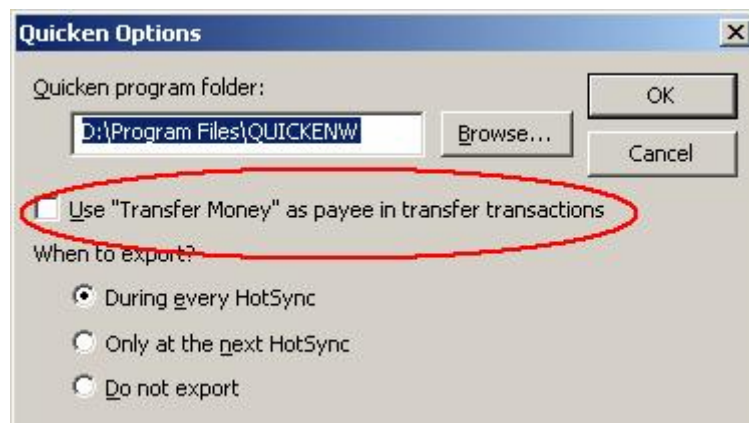 Quicken Options
Quicken program folder:
OK
D:\Program Files\QUICKENW
Browse...
Cancel
Use "Transfer Money" as payee in transfer transactions
When to export?
During every HotSync
Only at the next HotSync
Do not export